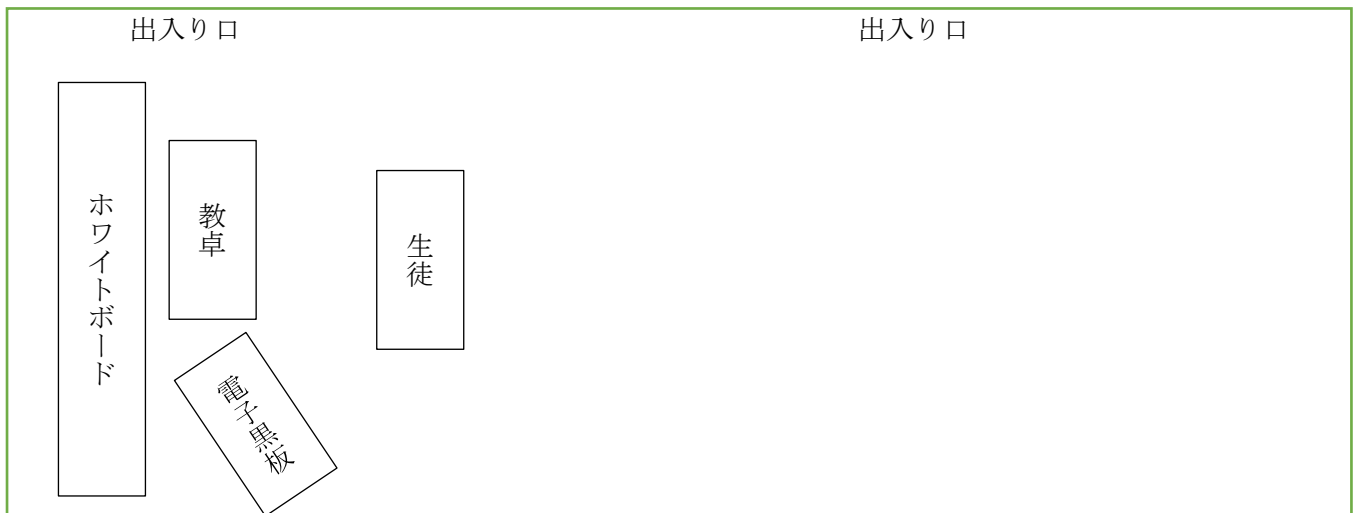 出入り口
出入り口
ホワイトボード
教卓
生徒
電子黒板